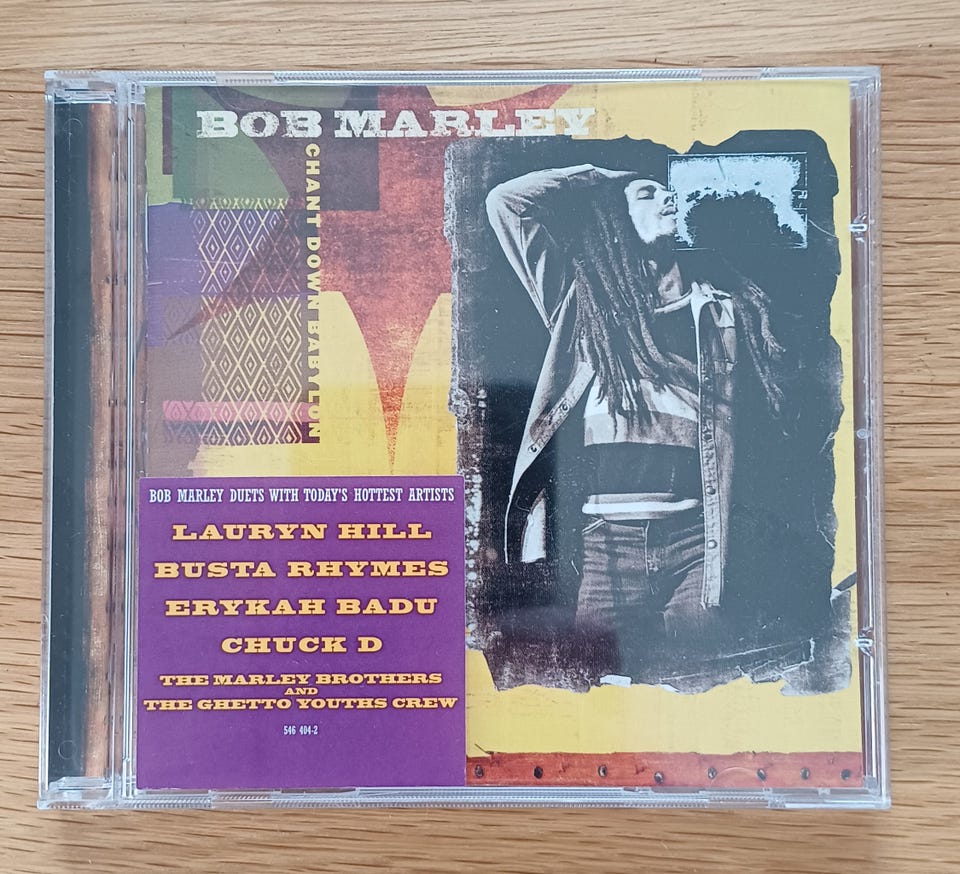 BOB MARLEY
CHANT DOWN BABYLON
BOB MARLEY DUETS WITH TODAY'S HOTTEST ARTISTS
LAURYN HILL
BUSTA RHYMES
ERYKAH BADU
CHUCK D
THE MARLEY BROTHERS
AND
THE GHETTO YOUTHS CREW
546 404-2